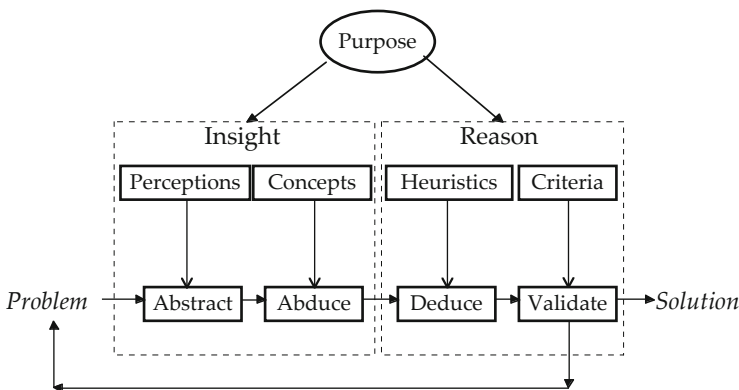 Purpose
Insight Reason
Perceptions Concepts Heuristics Criteria
Problem Abstract Abduce Deduce Validate Solution